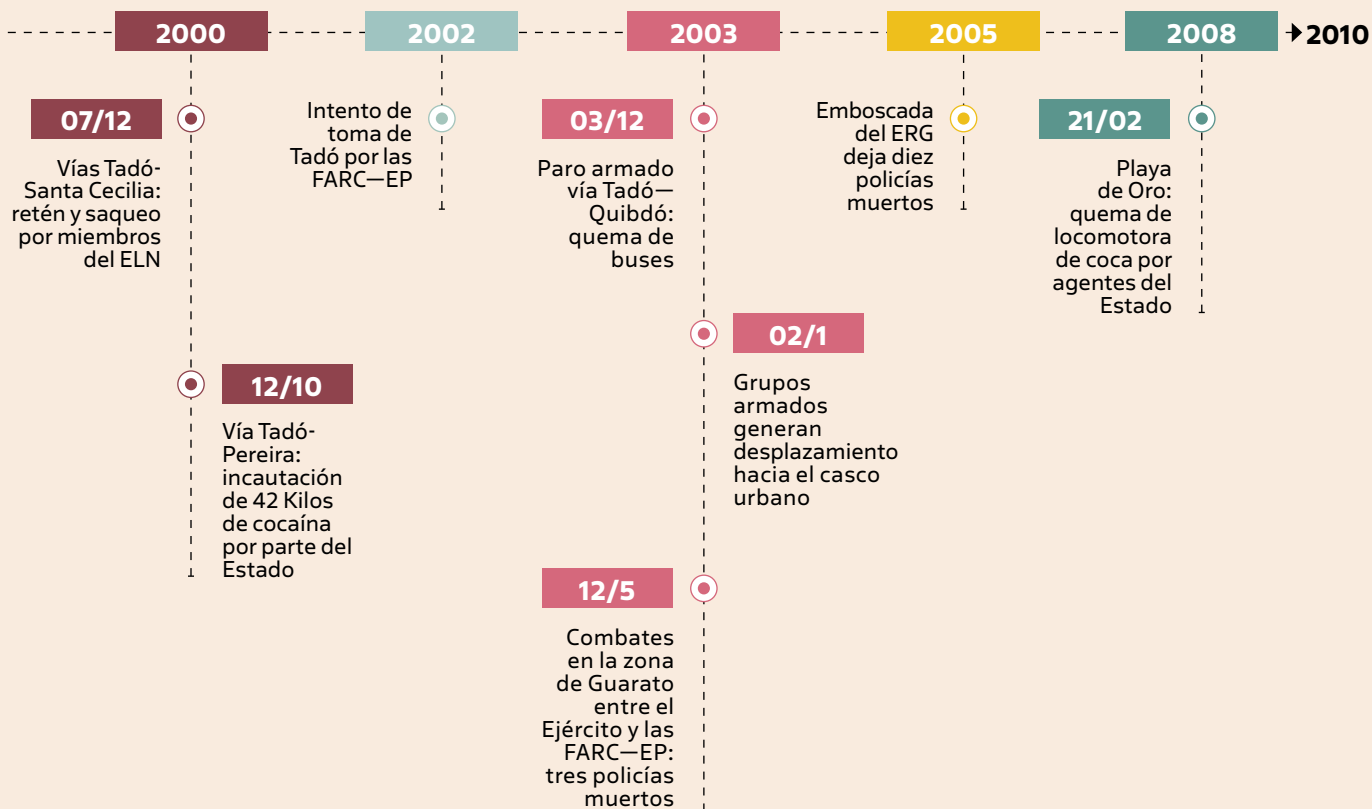 2000
2002
2003
2005
2008
2010
07/12
Vías Tadó-
Santa Cecilia:
retén y saqueo
por miembros
del ELN
12/10
Vía Tadó-
Pereira:
incautación
de 42 Kilos
de cocaína
por parte del
Estado
Intento de
toma de
Tadó por las
FARC—EP
03/12
Paro armado
vía Tadó—
Quibdó:
quema de
buses
02/1
Grupos
armados
generan
desplazamiento
hacia el casco
urbano
12/5
Combates
en la zona
de Guarato
entre el
Ejército y las
FARC—EP:
tres policías
muertos
Emboscada
del ERG
deja diez
policías
muertos
21/02
Playa
de Oro:
quema de
locomotora
de coca por
agentes del
Estado